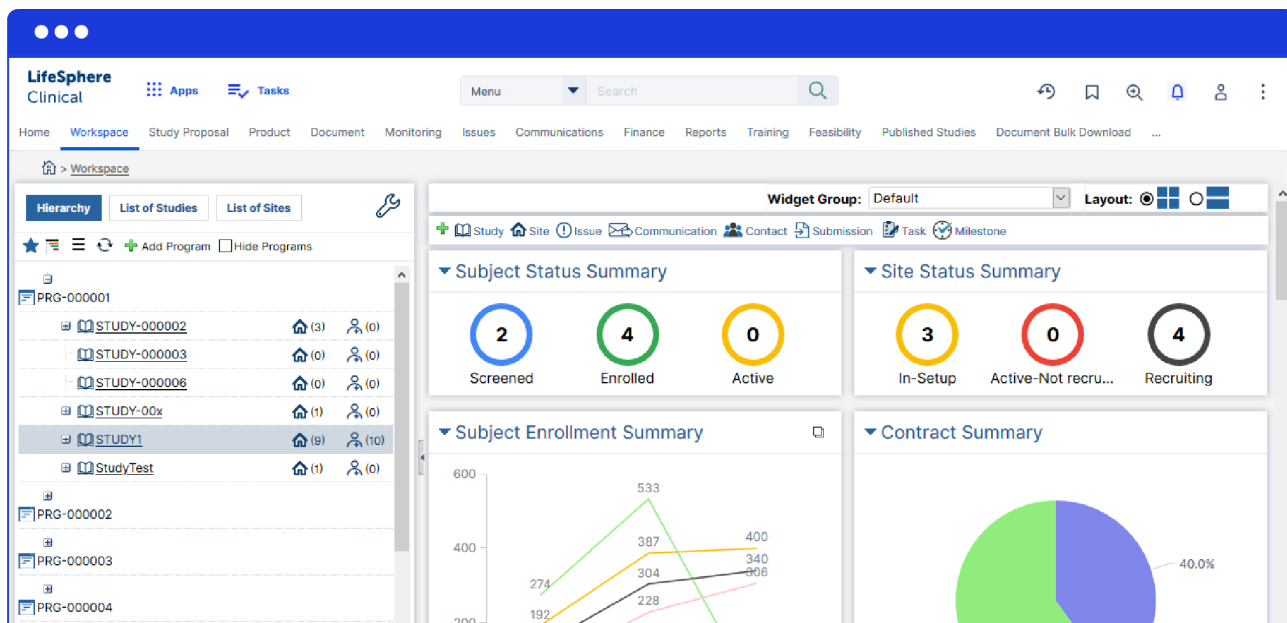 LifeSphere
Clinical
Apps
Tasks
Menu
Search
Home Workspace Study Proposal Product Document Monitoring Issues Communications Finance Reports Training Feasibility Published Studies Document Bulk Download ...
> Workspace
Hierarchy List of Studies List of Sites
Add Program Hide Programs
PRG-000001
STUDY-000002 (3) (0)
STUDY-000003 (0) (0)
STUDY-000006 (0) (0)
STUDY-00x (1) (0)
STUDY1 (9) (10)
StudyTest (1) (0)
PRG-000002
PRG-000003
PRG-000004
Widget Group: Default Layout:
Study Site Issue Communication Contact Submission Task Milestone
Subject Status Summary
2 4 0
Screened Enrolled Active
Site Status Summary
3 0 4
In-Setup Active-Not recru... Recruiting
Subject Enrollment Summary
600
533
400
387
400
340
306
304
274
228
192
200
Contract Summary
40.0%